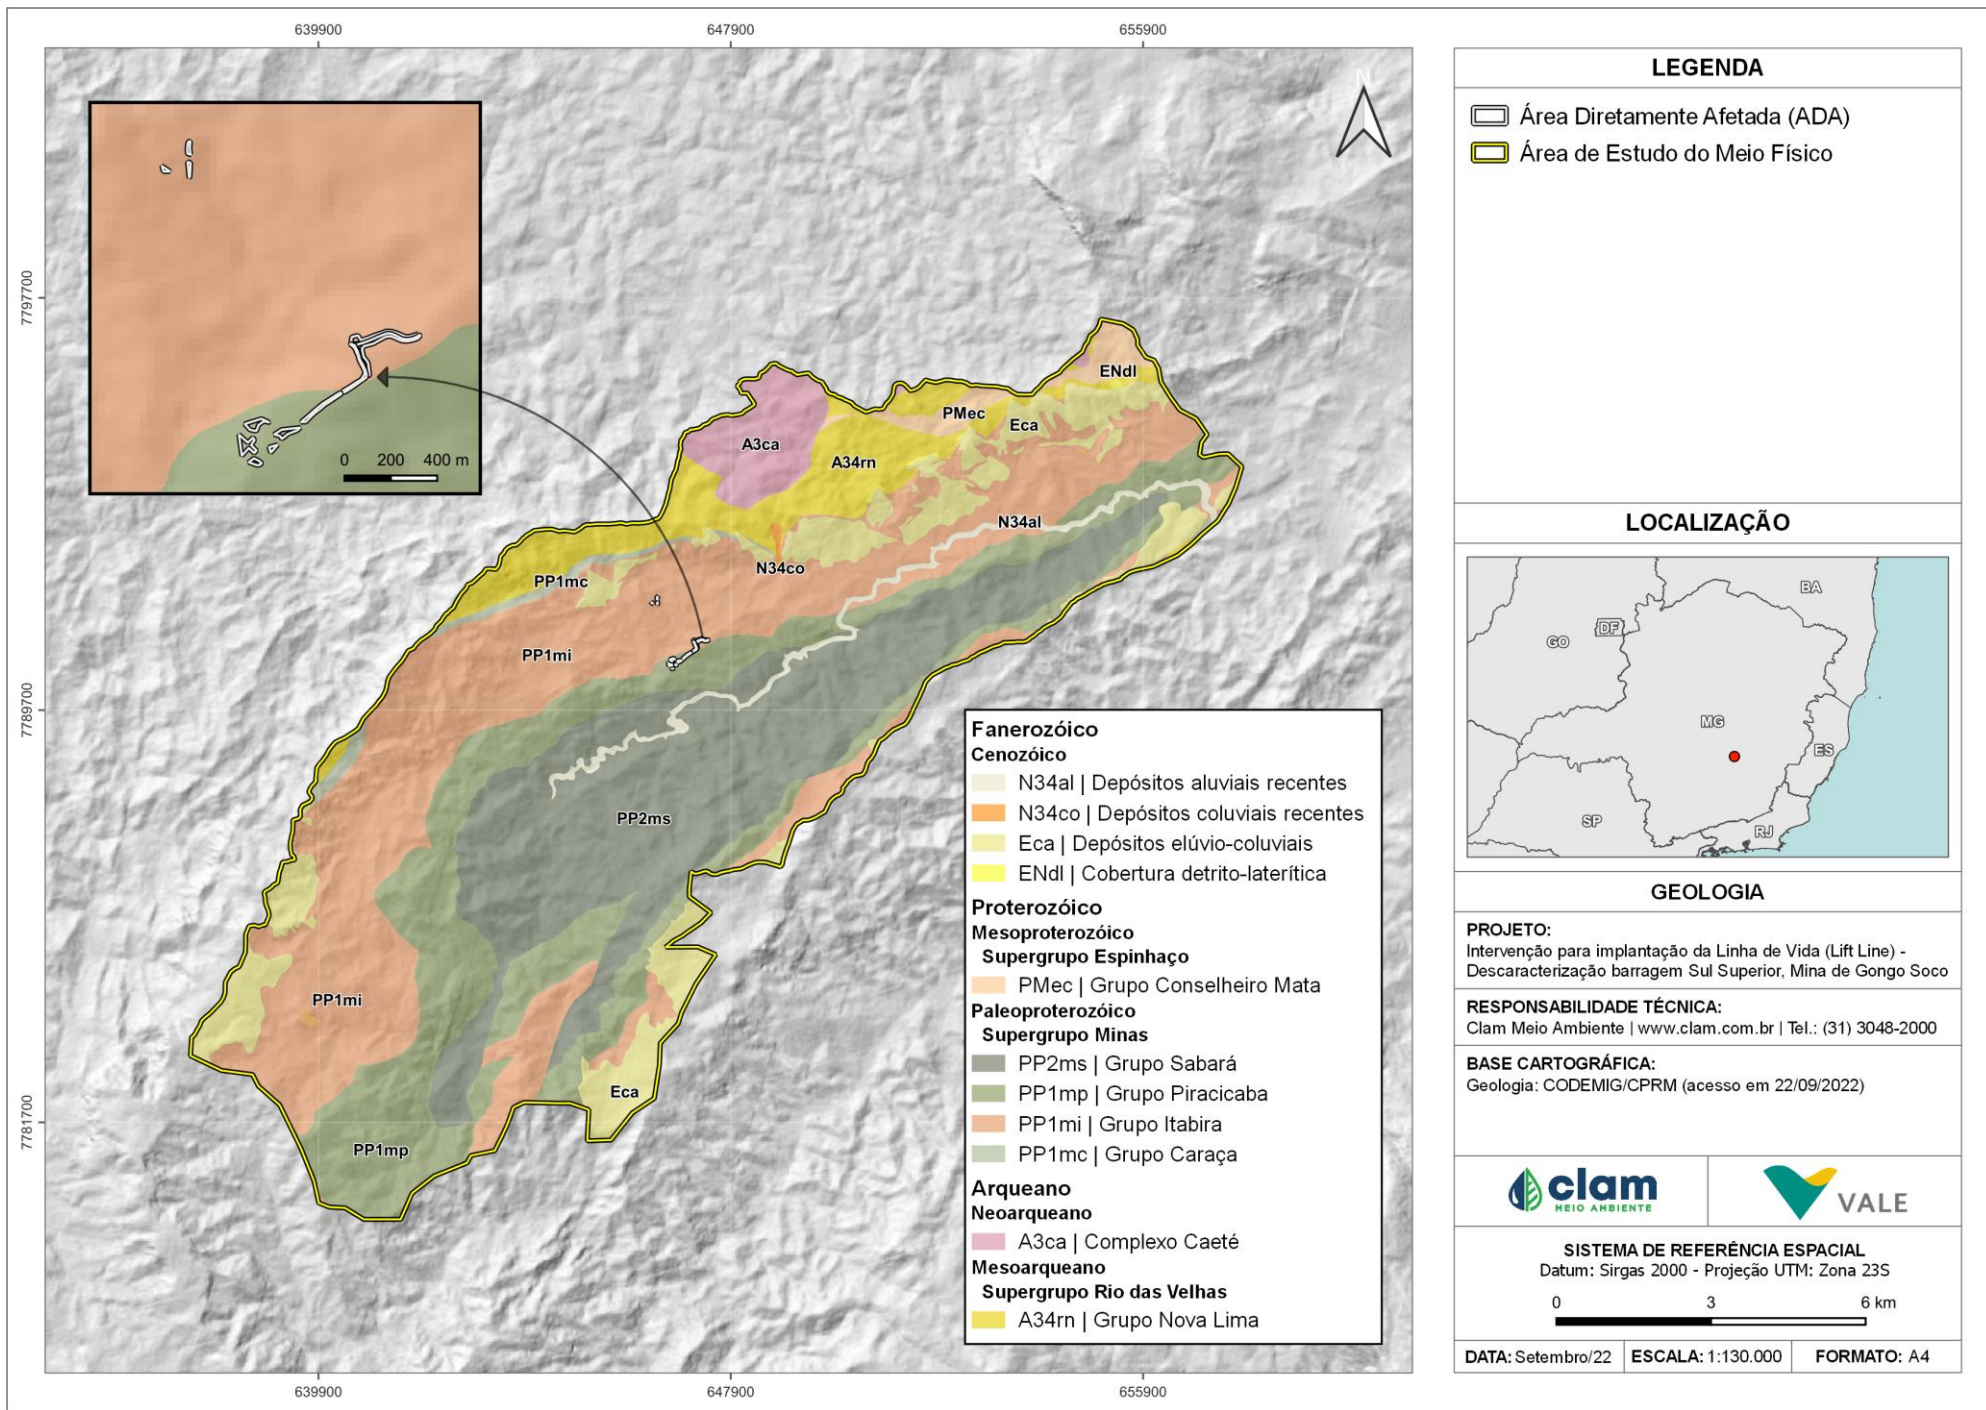 639900
647900
655900
7797700
7789700
7781700
639900
647900
655900
N
0 200 400 m
ENdl
PMec
Eca
A3ca
A34rn
N34al
N34co
PP1mc
PP1mi
PP2ms
PP1mi
Eca
PP1mp
Fanerozóico
Cenozóico
N34al | Depósitos aluviais recentes
N34co | Depósitos coluviais recentes
Eca | Depósitos elúvio-coluviais
ENdl | Cobertura detrito-laterítica
Proterozóico
Mesoproterozóico
Supergrupo Espinhaço
PMec | Grupo Conselheiro Mata
Paleoproterozóico
Supergrupo Minas
PP2ms | Grupo Sabará
PP1mp | Grupo Piracicaba
PP1mi | Grupo Itabira
PP1mc | Grupo Caraça
Arqueano
Neoarqueano
A3ca | Complexo Caeté
Mesoarqueano
Supergrupo Rio das Velhas
A34rn | Grupo Nova Lima
LEGENDA
Área Diretamente Afetada (ADA)
Área de Estudo do Meio Físico
LOCALIZAÇÃO
BA
GO
DF
MG
ES
SP
RJ
GEOLOGIA
PROJETO:
Intervenção para implantação da Linha de Vida (Lift Line) -
Descaracterização barragem Sul Superior, Mina de Gongo Soco
RESPONSABILIDADE TÉCNICA:
Clam Meio Ambiente | www.clam.com.br | Tel.: (31) 3048-2000
BASE CARTOGRÁFICA:
Geologia: CODEMIG/CPRM (acesso em 22/09/2022)
clam
MEIO AMBIENTE
VALE
SISTEMA DE REFERÊNCIA ESPACIAL
Datum: Sirgas 2000 - Projeção UTM: Zona 23S
0 3 6 km
DATA: Setembro/22 ESCALA: 1:130.000 FORMATO: A4